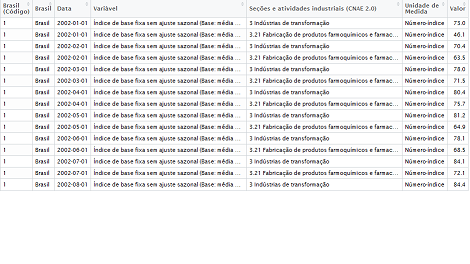 Brasil (Código) Brasil Data Variável Seções e atividades industriais (CNAE 2.0) Unidade de Medida Valor
1 Brasil 2002-01-01 Índice de base fixa sem ajuste sazonal (Base: média ... 3 Indústrias de transformação Número-índice 73.0
1 Brasil 2002-01-01 Índice de base fixa sem ajuste sazonal (Base: média ... 3.21 Fabricação de produtos farmoquímicos e farmac... Número-índice 46.1
1 Brasil 2002-02-01 Índice de base fixa sem ajuste sazonal (Base: média ... 3 Indústrias de transformação Número-índice 70.4
1 Brasil 2002-02-01 Índice de base fixa sem ajuste sazonal (Base: média ... 3.21 Fabricação de produtos farmoquímicos e farmac... Número-índice 63.5
1 Brasil 2002-03-01 Índice de base fixa sem ajuste sazonal (Base: média ... 3 Indústrias de transformação Número-índice 78.0
1 Brasil 2002-03-01 Índice de base fixa sem ajuste sazonal (Base: média ... 3.21 Fabricação de produtos farmoquímicos e farmac... Número-índice 71.5
1 Brasil 2002-04-01 Índice de base fixa sem ajuste sazonal (Base: média ... 3 Indústrias de transformação Número-índice 80.4
1 Brasil 2002-04-01 Índice de base fixa sem ajuste sazonal (Base: média ... 3.21 Fabricação de produtos farmoquímicos e farmac... Número-índice 75.7
1 Brasil 2002-05-01 Índice de base fixa sem ajuste sazonal (Base: média ... 3 Indústrias de transformação Número-índice 81.2
1 Brasil 2002-05-01 Índice de base fixa sem ajuste sazonal (Base: média ... 3.21 Fabricação de produtos farmoquímicos e farmac... Número-índice 64.9
1 Brasil 2002-06-01 Índice de base fixa sem ajuste sazonal (Base: média ... 3 Indústrias de transformação Número-índice 78.1
1 Brasil 2002-06-01 Índice de base fixa sem ajuste sazonal (Base: média ... 3.21 Fabricação de produtos farmoquímicos e farmac... Número-índice 68.5
1 Brasil 2002-07-01 Índice de base fixa sem ajuste sazonal (Base: média ... 3 Indústrias de transformação Número-índice 84.1
1 Brasil 2002-07-01 Índice de base fixa sem ajuste sazonal (Base: média ... 3.21 Fabricação de produtos farmoquímicos e farmac... Número-índice 72.1
1 Brasil 2002-08-01 Índice de base fixa sem ajuste sazonal (Base: média ... 3 Indústrias de transformação Número-índice 84.4